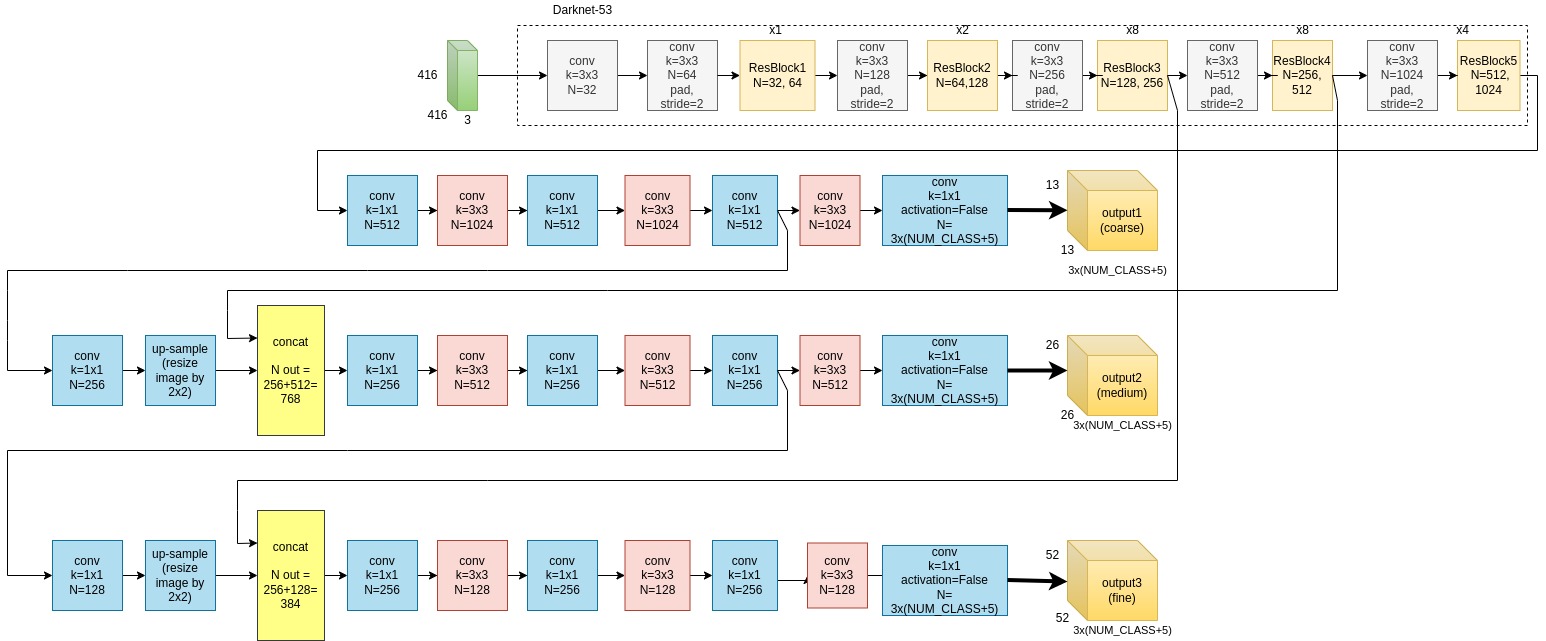 Darknet-53
x1
x2
x8
x8
x4
416
416
3
conv
k=3x3
N=32
conv
k=3x3
N=64
pad,
stride=2
ResBlock1
N=32, 64
conv
k=3x3
N=128
pad,
stride=2
ResBlock2
N=64,128
conv
k=3x3
N=256
pad,
stride=2
ResBlock3
N=128, 256
conv
k=3x3
N=512
pad,
stride=2
ResBlock4
N=256,
512
conv
k=3x3
N=1024
pad,
stride=2
ResBlock5
N=512,
1024
conv
k=1x1
N=512
conv
k=3x3
N=1024
conv
k=1x1
N=512
conv
k=3x3
N=1024
conv
k=1x1
N=512
conv
k=3x3
N=1024
conv
k=1x1
activation=False
N=
3x(NUM_CLASS+5)
13
output1
(coarse)
13
3x(NUM_CLASS+5)
conv
k=1x1
N=256
up-sample
(resize
image by
2x2)
concat
N out =
256+512=
768
conv
k=1x1
N=256
conv
k=3x3
N=512
conv
k=1x1
N=256
conv
k=3x3
N=512
conv
k=1x1
N=256
conv
k=3x3
N=512
conv
k=1x1
activation=False
N=
3x(NUM_CLASS+5)
26
output2
(medium)
26
3x(NUM_CLASS+5)
conv
k=1x1
N=128
up-sample
(resize
image by
2x2)
concat
N out =
256+128=
384
conv
k=1x1
N=256
conv
k=3x3
N=128
conv
k=1x1
N=256
conv
k=3x3
N=128
conv
k=1x1
N=256
conv
k=3x3
N=128
conv
k=1x1
activation=False
N=
3x(NUM_CLASS+5)
52
output3
(fine)
52
3x(NUM_CLASS+5)